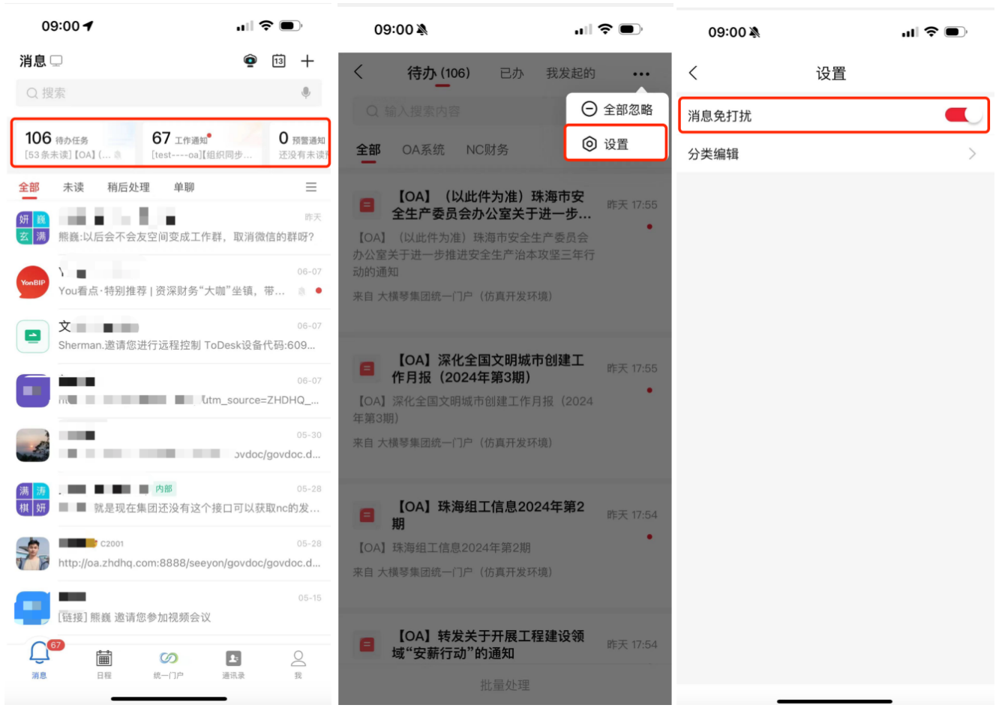 09:00
消息
13
搜索
106 待办任务
[53条未读]【OA】(...
67 工作通知
[test----oa]【组织同步...
0 预警通知
还没有未读
全部 未读 稍后处理 单聊
妍 巍
玄 满
昨天
熊巍:以后会不会友空间变成工作群，取消微信的群呀?
YonBIP
06-07
You看点·特别推荐 | 资深财务“大咖”坐镇，带...
文
06-07
Sherman.邀请您进行远程控制 ToDesk设备代码:609...
06-07
utm_source=ZHDHQ_...
05-30
ovdoc/govdoc.d...
满 涛
棋 妍
内部
05-28
就是现在集团还没有这个接口可以获取nc的发...
C2001
05-28
http://oa.zhdhq.com:8888/seeyon/govdoc/govdoc.d...
05-15
[链接] 熊巍 邀请您参加视频会议
67
消息 日程 统一门户 通讯录 我
09:00
待办 (106) 已办 我发起的
输入搜索内容
全部忽略
设置
全部 OA系统 NC财务
【OA】（以此件为准）珠海市安
全生产委员会办公室关于进一步...
昨天 17:55
【OA】（以此件为准）珠海市安全生产委员会
办公室关于进一步推进安全生产治本攻坚三年行
动的通知
来自 大横琴集团统一门户（仿真开发环境）
【OA】深化全国文明城市创建工
作月报（2024年第3期）
昨天 17:55
【OA】深化全国文明城市创建工作月报（2024
年第3期）
来自 大横琴集团统一门户（仿真开发环境）
【OA】珠海组工信息2024年第2
期
昨天 17:54
【OA】珠海组工信息2024年第2期
来自 大横琴集团统一门户（仿真开发环境）
【OA】转发关于开展工程建设领
域“安薪行动”的通知
昨天 17:54
批量处理
09:00
设置
消息免打扰
分类编辑